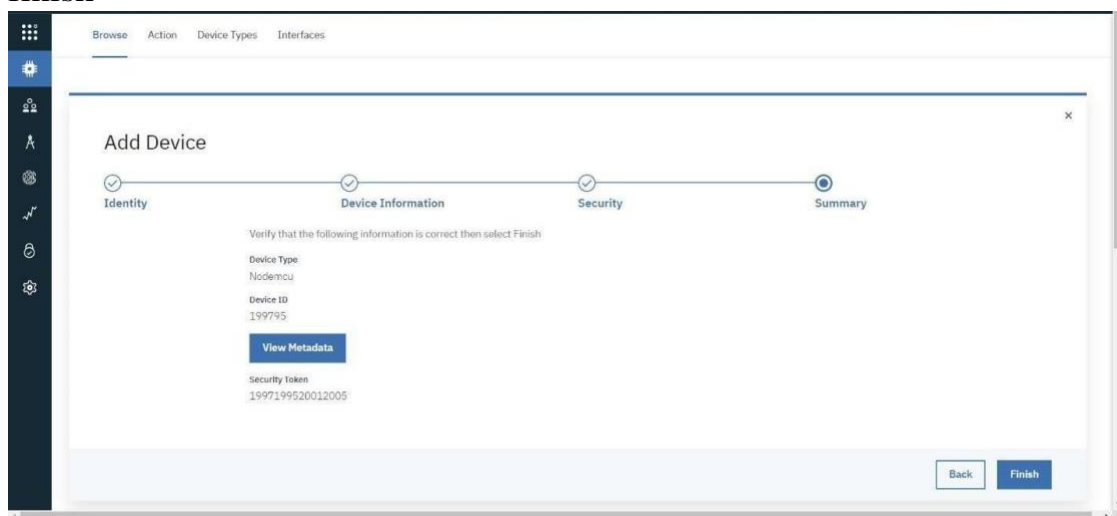 finish
Browse Action Device Types Interfaces
Add Device
Identity Device Information Security Summary
Verify that the following information is correct then select Finish
Device Type
Nodemcu
Device ID
199795
View Metadata
Security Token
1997199520012005
Back Finish